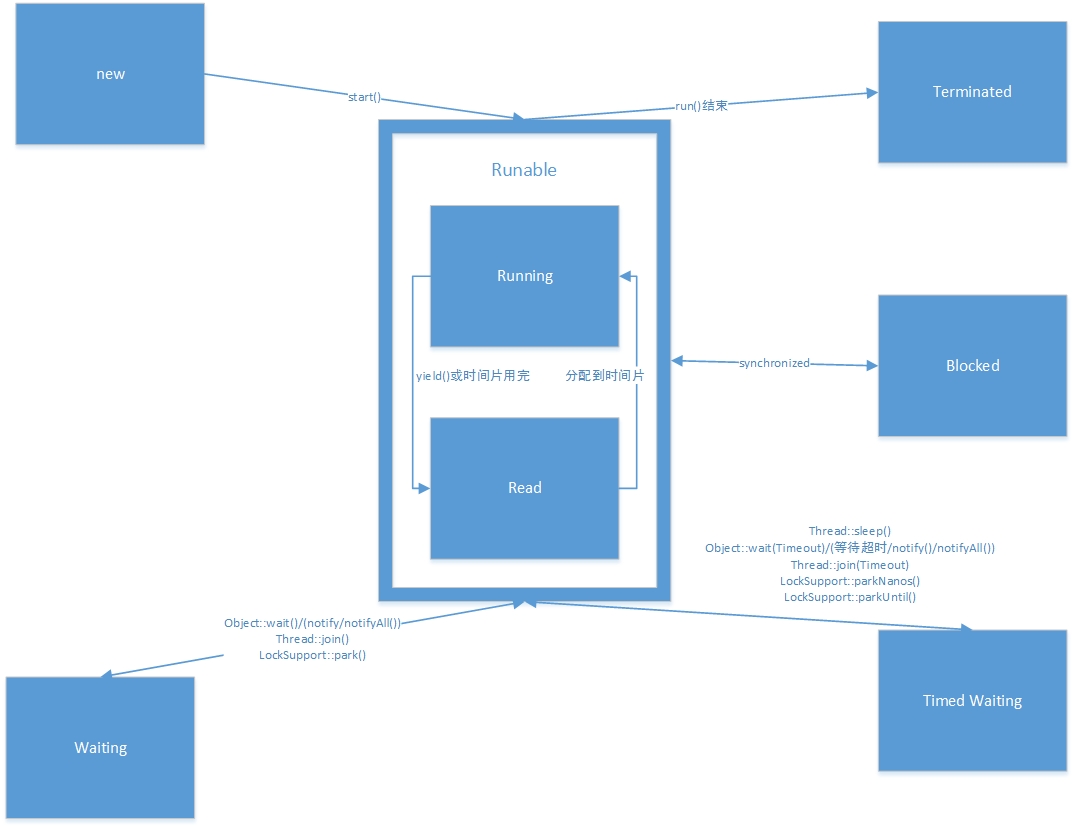 new
start()
run()结束
Terminated
Runable
Running
yield()或时间片用完
分配到时间片
synchronized
Blocked
Read
Thread::sleep()
Object::wait(Timeout)/(等待超时/notify()/notifyAll())
Thread::join(Timeout)
LockSupport::parkNanos()
LockSupport::parkUntil()
Object::wait()/(notify/notifyAll())
Thread::join()
LockSupport::park()
Timed Waiting
Waiting